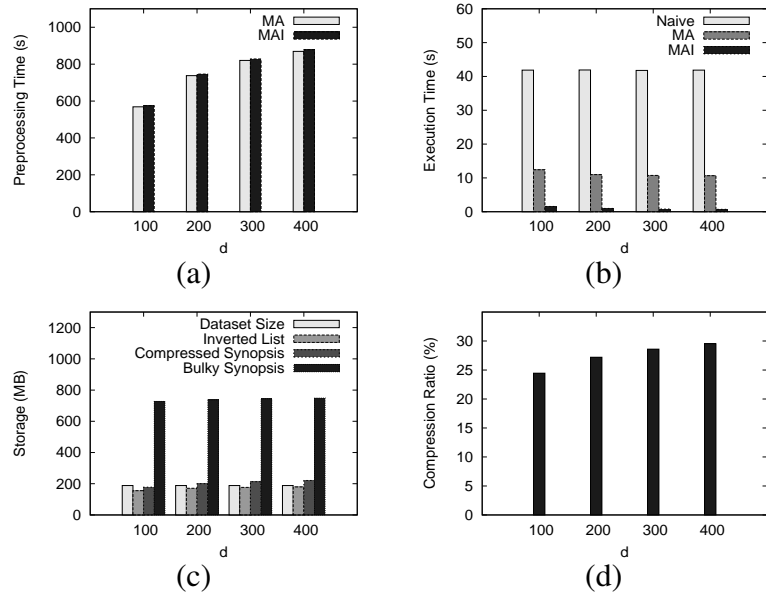 MA
MAI
Preprocessing Time (s)
1000
800
600
400
200
0
100 200 300 400
d
(a)
Naive
MA
MAI
Execution Time (s)
60
50
40
30
20
10
0
100 200 300 400
d
(b)
Dataset Size
Inverted List
Compressed Synopsis
Bulky Synopsis
Storage (MB)
1200
1000
800
600
400
200
0
100 200 300 400
d
(c)
Compression Ratio (%)
30
25
20
15
10
5
0
100 200 300 400
d
(d)